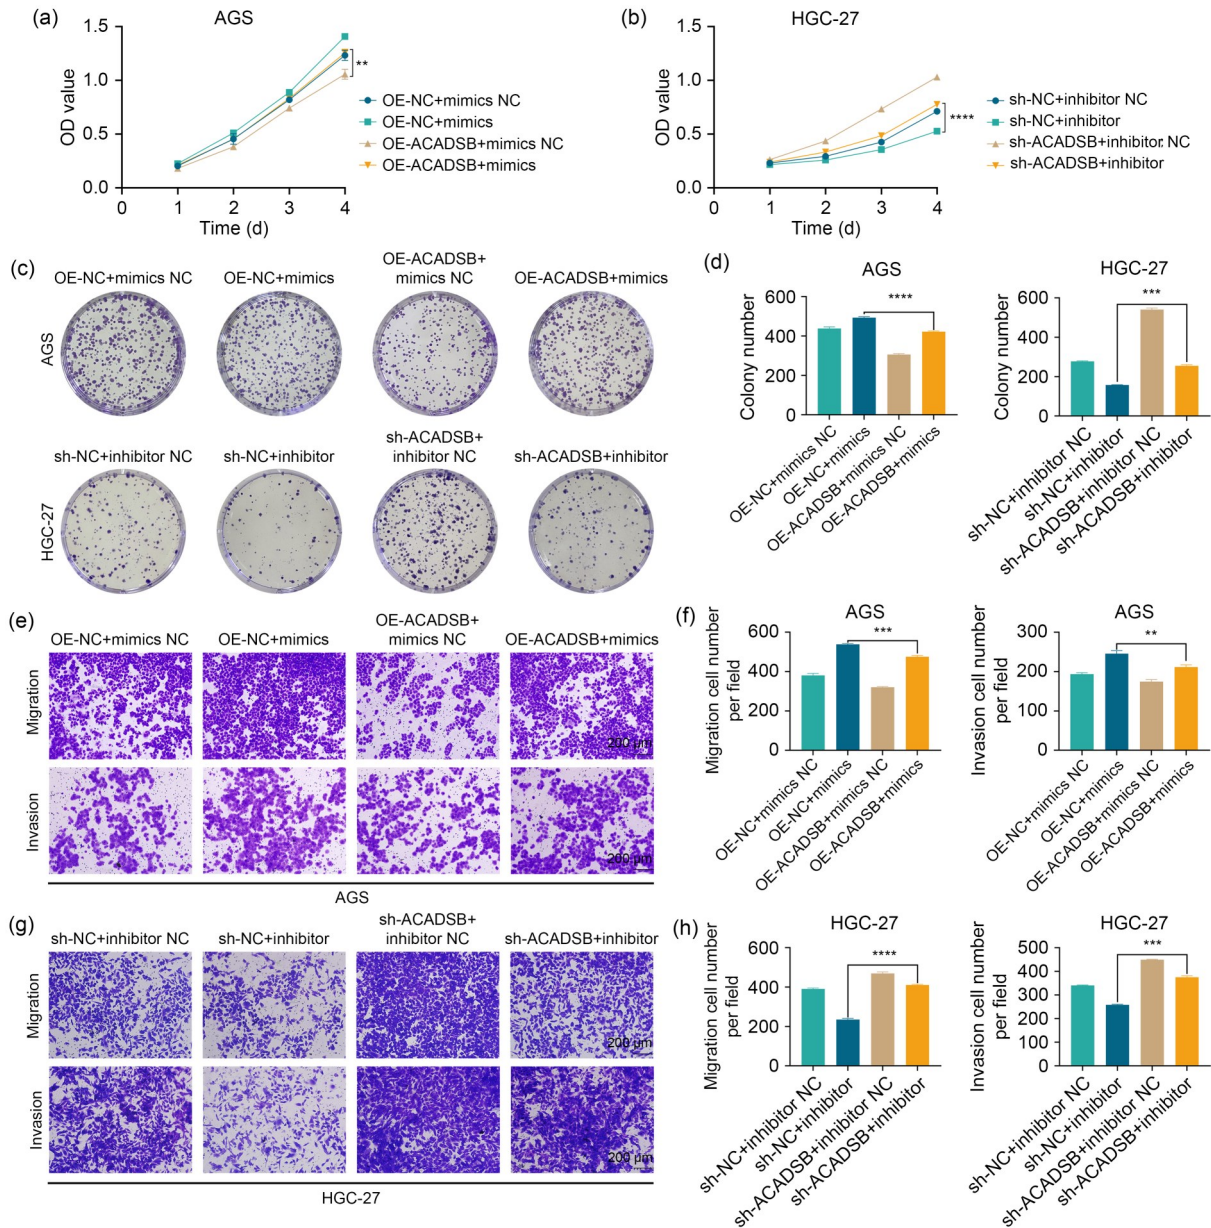 (a)
AGS
OD value
1.5
1.0
0.5
0.0
0
1
2
3
4
Time (d)
**
OE-NC+mimics NC
OE-NC+mimics
OE-ACADSB+mimics NC
OE-ACADSB+mimics
(b)
HGC-27
OD value
1.5
1.0
0.5
0.0
0
1
2
3
4
Time (d)
****
sh-NC+inhibitor NC
sh-NC+inhibitor
sh-ACADSB+inhibitor NC
sh-ACADSB+inhibitor
(c)
OE-NC+mimics NC
OE-NC+mimics
OE-ACADSB+
mimics NC
OE-ACADSB+mimics
AGS
sh-NC+inhibitor NC
sh-NC+inhibitor
sh-ACADSB+
inhibitor NC
sh-ACADSB+inhibitor
HGC-27
(d)
AGS
Colony number
600
400
200
0
****
OE-NC+mimics NC
OE-NC+mimics
OE-ACADSB+mimics NC
OE-ACADSB+mimics
HGC-27
Colony number
600
400
200
0
***
sh-NC+inhibitor NC
sh-NC+inhibitor
sh-ACADSB+inhibitor NC
sh-ACADSB+inhibitor
(e)
OE-NC+mimics NC
OE-NC+mimics
OE-ACADSB+
mimics NC
OE-ACADSB+mimics
Migration
200 μm
Invasion
200 μm
AGS
(f)
AGS
Migration cell number
per field
600
400
200
0
***
OE-NC+mimics NC
OE-NC+mimics
OE-ACADSB+mimics NC
OE-ACADSB+mimics
AGS
Invasion cell number
per field
300
200
100
0
**
OE-NC+mimics NC
OE-NC+mimics
OE-ACADSB+mimics NC
OE-ACADSB+mimics
(g)
sh-NC+inhibitor NC
sh-NC+inhibitor
sh-ACADSB+
inhibitor NC
sh-ACADSB+inhibitor
Migration
200 μm
Invasion
200 μm
HGC-27
(h)
HGC-27
Migration cell number
per field
600
400
200
0
****
sh-NC+inhibitor NC
sh-NC+inhibitor
sh-ACADSB+inhibitor NC
sh-ACADSB+inhibitor
HGC-27
Invasion cell number
per field
500
400
300
200
100
0
***
sh-NC+inhibitor NC
sh-NC+inhibitor
sh-ACADSB+inhibitor NC
sh-ACADSB+inhibitor